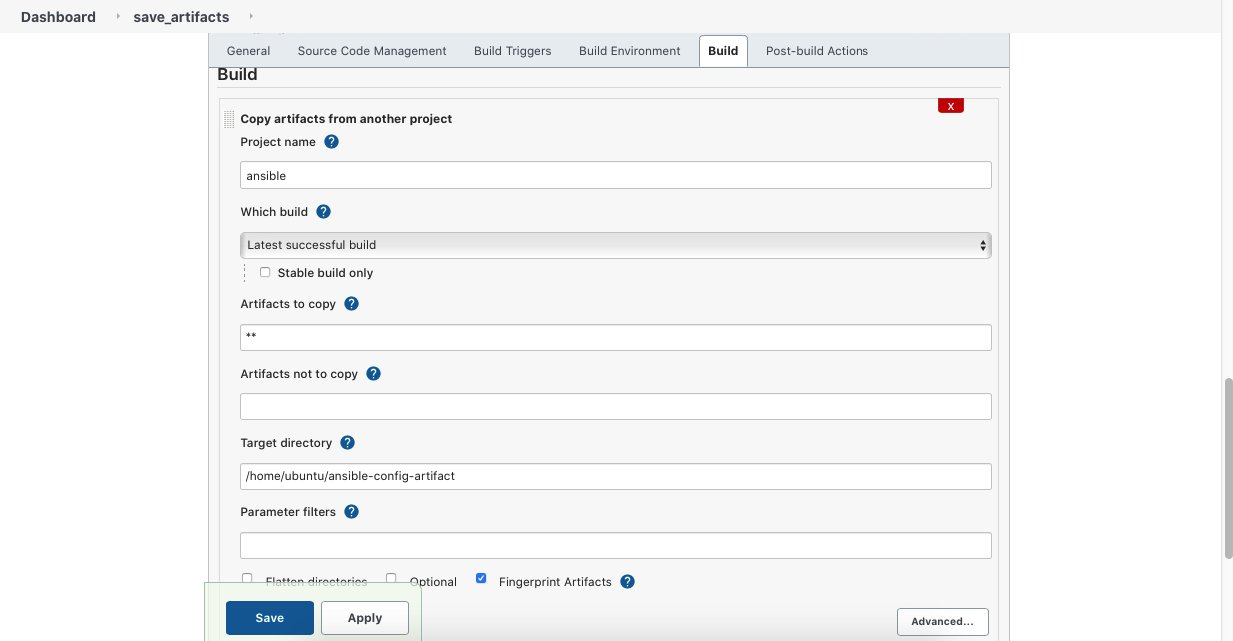 Dashboard save_artifacts
General Source Code Management Build Triggers Build Environment Build Post-build Actions
Build
X
Copy artifacts from another project
Project name ?
ansible
Which build ?
Latest successful build
Stable build only
Artifacts to copy ?
**
Artifacts not to copy ?
Target directory ?
/home/ubuntu/ansible-config-artifact
Parameter filters ?
Flatten directories Optional Fingerprint Artifacts ?
Save Apply Advanced...